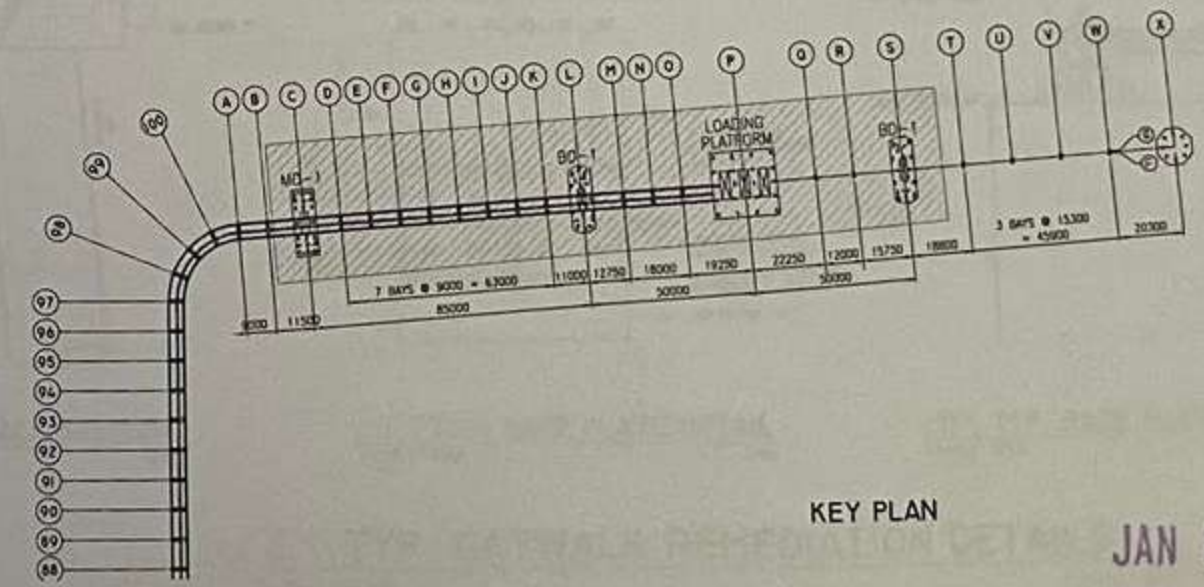 A B C D E F G H I J K L M N O P Q R S T U V W X
100
99
98
97
96
95
94
93
92
91
90
89
88
MD-1
BD-1
LOADING
PLATFORM
BD-1
G
F
7 BAYS @ 9000 = 63000
11000 12750 18000 19250 22250 12000 15750 18800
3 BAYS @ 15300
= 45900
20300
9000 11500 85000 50000 50000
KEY PLAN
JAN